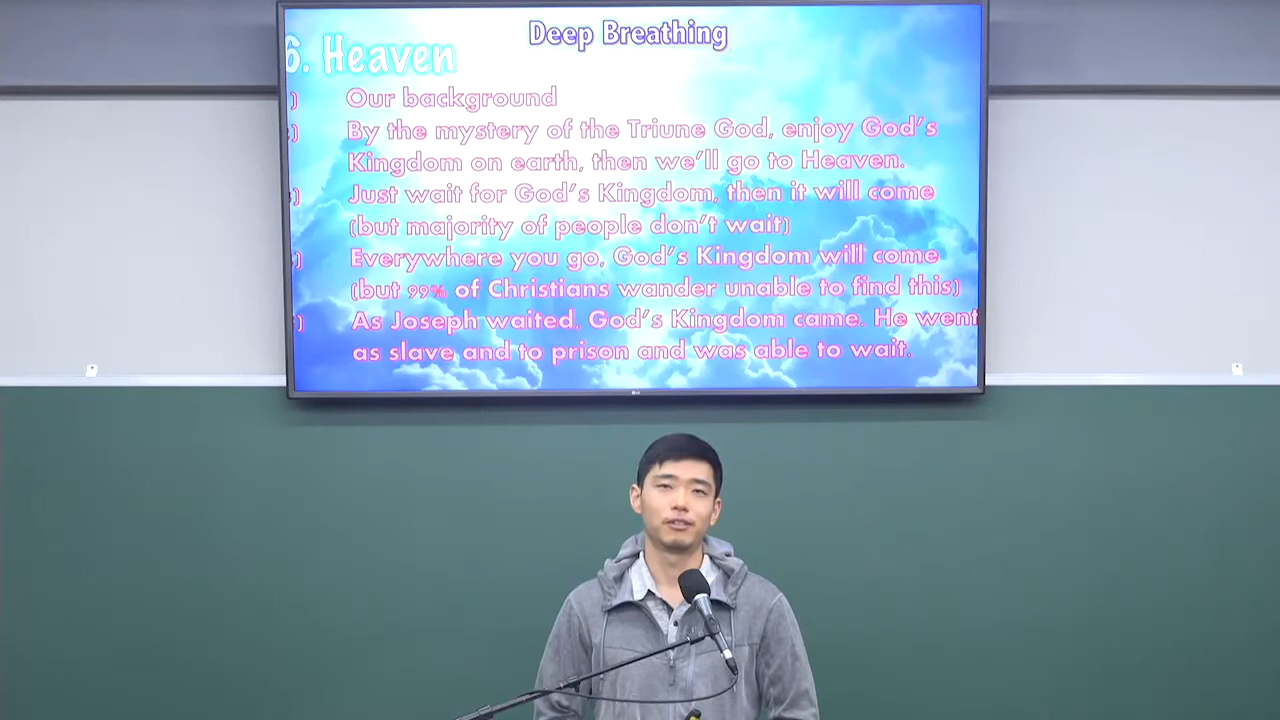 Deep Breathing
6. Heaven
) Our background
) By the mystery of the Triune God, enjoy God's
Kingdom on earth, then we'll go to Heaven.
) Just wait for God's Kingdom, then it will come
(but majority of people don't wait)
) Everywhere you go, God's Kingdom will come
(but 99% of Christians wander unable to find this)
) As Joseph waited, God's Kingdom came. He went
as slave and to prison and was able to wait.
LG